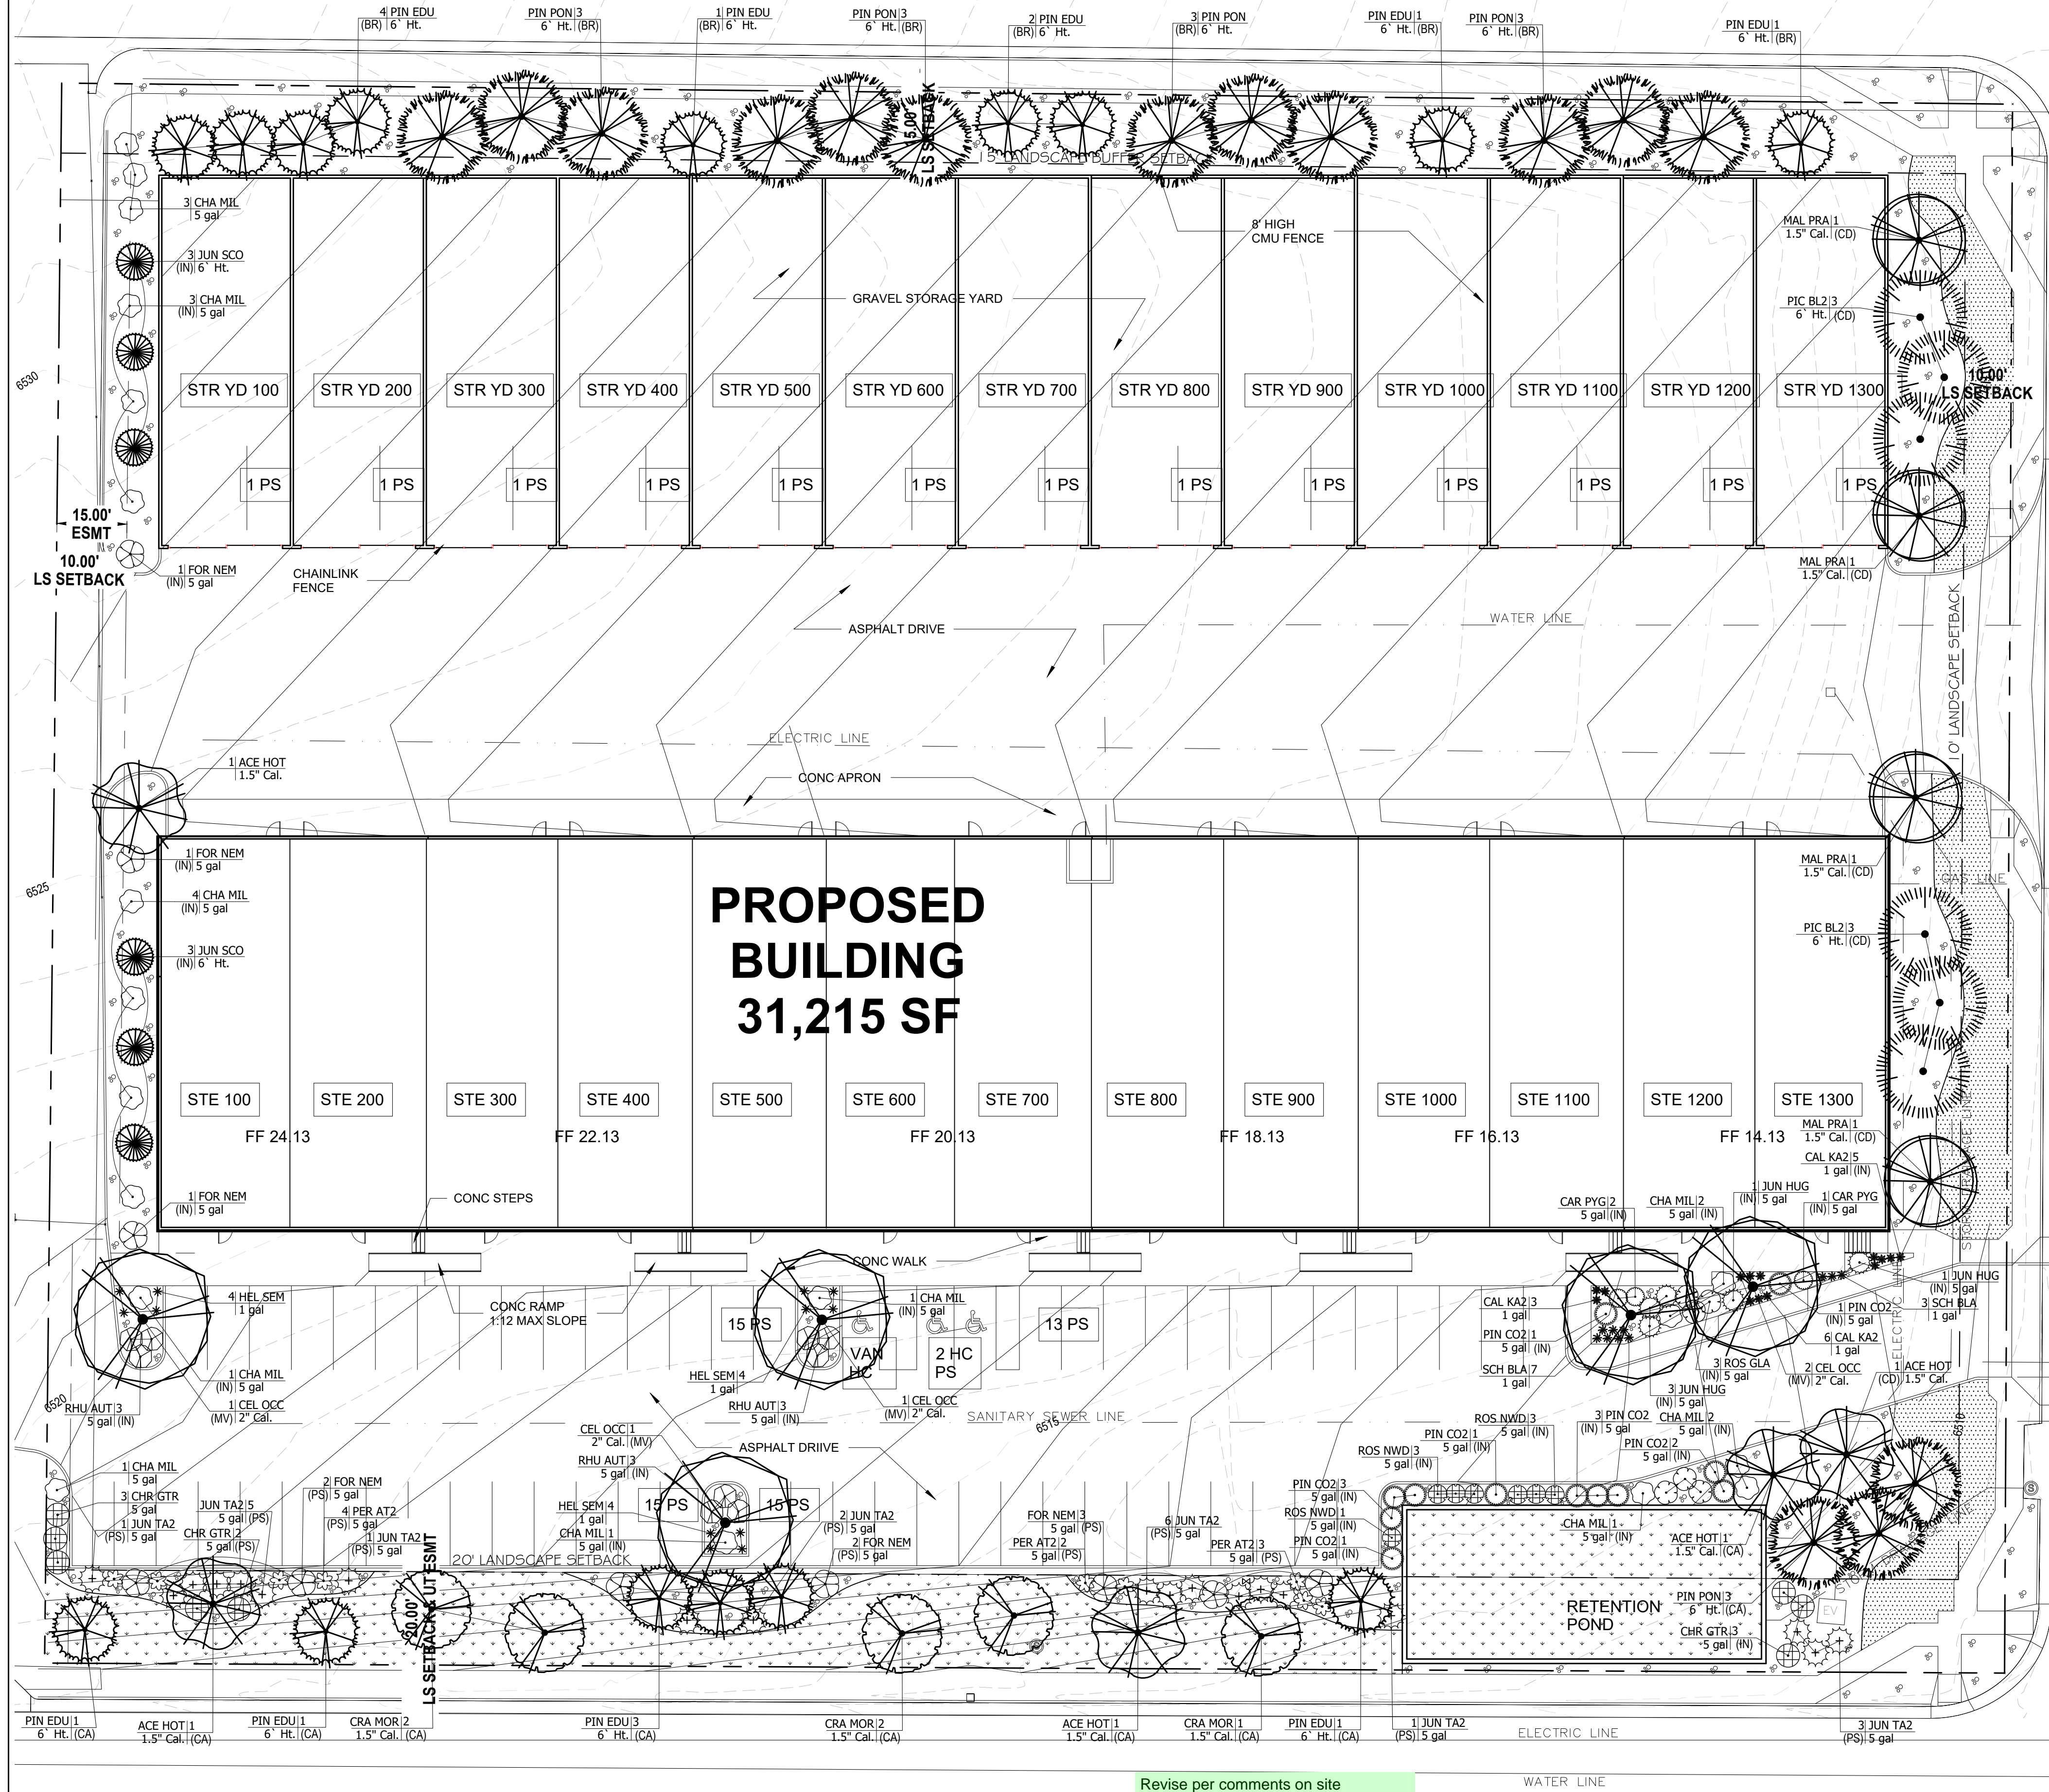 4 PIN EDU
(BR) 6` Ht.
PIN PON 3
6` Ht. (BR)
1 PIN EDU
(BR) 6` Ht.
PIN PON 3
6` Ht. (BR)
2 PIN EDU
(BR) 6` Ht.
3 PIN PON
(BR) 6` Ht.
PIN EDU 1
6` Ht. (BR)
PIN PON 3
6` Ht. (BR)
PIN EDU 1
6` Ht. (BR)
15.00'
LS SETBACK
15' LANDSCAPE BUFFER SETBACK
3 CHA MIL
5 gal
3 JUN SCO
(IN) 6` Ht.
3 CHA MIL
(IN) 5 gal
8' HIGH
CMU FENCE
GRAVEL STORAGE YARD
MAL PRA 1
1.5" Cal. (CD)
PIC BL2 3
6` Ht. (CD)
10.00'
LS SETBACK
6530
STR YD 100
STR YD 200
STR YD 300
STR YD 400
STR YD 500
STR YD 600
STR YD 700
STR YD 800
STR YD 900
STR YD 1000
STR YD 1100
STR YD 1200
STR YD 1300
1 PS
1 PS
1 PS
1 PS
1 PS
1 PS
1 PS
1 PS
1 PS
1 PS
1 PS
1 PS
1 PS
15.00'
ESMT
10.00'
LS SETBACK
1 FOR NEM
(IN) 5 gal
CHAINLINK
FENCE
MAL PRA 1
1.5" Cal. (CD)
ASPHALT DRIVE
WATER LINE
10' LANDSCAPE SETBACK
ELECTRIC LINE
1 ACE HOT
1.5" Cal.
CONC APRON
1 FOR NEM
(IN) 5 gal
4 CHA MIL
(IN) 5 gal
6525
3 JUN SCO
(IN) 6` Ht.
PROPOSED
BUILDING
31,215 SF
MAL PRA 1
1.5" Cal. (CD)
GAS LINE
PIC BL2 3
6` Ht. (CD)
STE 100
STE 200
STE 300
STE 400
STE 500
STE 600
STE 700
STE 800
STE 900
STE 1000
STE 1100
STE 1200
STE 1300
FF 24.13
FF 22.13
FF 20.13
FF 18.13
FF 16.13
FF 14.13
MAL PRA 1
1.5" Cal. (CD)
CAL KA2 5
1 gal (IN)
1 FOR NEM
(IN) 5 gal
CONC STEPS
CAR PYG 2
5 gal (IN)
CHA MIL 2
5 gal (IN)
1 JUN HUG
(IN) 5 gal
1 CAR PYG
(IN) 5 gal
CONC WALK
4 HEL SEM
1 gal
CONC RAMP
1:12 MAX SLOPE
1 CHA MIL
(IN) 5 gal
15 PS
13 PS
VAN
HC
2 HC
PS
CAL KA2 3
1 gal
PIN CO2 1
5 gal (IN)
SCH BLA 7
1 gal
1 JUN HUG
(IN) 5 gal
1 PIN CO2
(IN) 5 gal
3 SCH BLA
1 gal
6 CAL KA2
1 gal
ELECTRIC LINE
3 ROS GLA
(IN) 5 gal
2 CEL OCC
(MV) 2" Cal.
1 ACE HOT
(CD) 1.5" Cal.
3 JUN HUG
(IN) 5 gal
1 CHA MIL
(IN) 5 gal
1 CEL OCC
(MV) 2" Cal.
RHU AUT 3
5 gal (IN)
6520
HEL SEM 4
1 gal
RHU AUT 3
5 gal (IN)
1 CEL OCC
(MV) 2" Cal.
SANITARY SEWER LINE
6515
6510
CEL OCC 1
2" Cal. (MV)
RHU AUT 3
5 gal (IN)
ASPHALT DRIIVE
ROS NWD 3
5 gal (IN)
3 PIN CO2
(IN) 5 gal
CHA MIL 2
5 gal (IN)
PIN CO2 1
5 gal (IN)
ROS NWD 3
5 gal (IN)
PIN CO2 2
5 gal (IN)
1 CHA MIL
5 gal
3 CHR GTR
5 gal
1 JUN TA2
(PS) 5 gal
JUN TA2 5
5 gal (PS)
CHR GTR 2
5 gal (PS)
2 FOR NEM
(PS) 5 gal
4 PER AT2
(PS) 5 gal
1 JUN TA2
(PS) 5 gal
HEL SEM 4
1 gal
CHA MIL 1
5 gal (IN)
15 PS
15 PS
2 JUN TA2
(PS) 5 gal
2 FOR NEM
(PS) 5 gal
FOR NEM 3
5 gal (PS)
PER AT2 2
5 gal (PS)
6 JUN TA2
(PS) 5 gal
PER AT2 3
5 gal (PS)
PIN CO2 3
5 gal (IN)
ROS NWD 1
5 gal (IN)
PIN CO2 1
5 gal (IN)
CHA MIL 1
5 gal (IN)
ACE HOT 1
1.5" Cal. (CA)
20' LANDSCAPE SETBACK
20.00'
LS SETBACK & UT ESMT
RETENTION
POND
PIN PON 3
6` Ht. (CA)
CHR GTR 3
5 gal (IN)
EV
PIN EDU 1
6` Ht. (CA)
ACE HOT 1
1.5" Cal. (CA)
PIN EDU 1
6` Ht. (CA)
CRA MOR 2
1.5" Cal. (CA)
PIN EDU 3
6` Ht. (CA)
CRA MOR 2
1.5" Cal. (CA)
ACE HOT 1
1.5" Cal. (CA)
CRA MOR 1
1.5" Cal. (CA)
PIN EDU 1
6` Ht. (CA)
1 JUN TA2
(PS) 5 gal
ELECTRIC LINE
3 JUN TA2
(PS) 5 gal
Revise per comments on site
WATER LINE